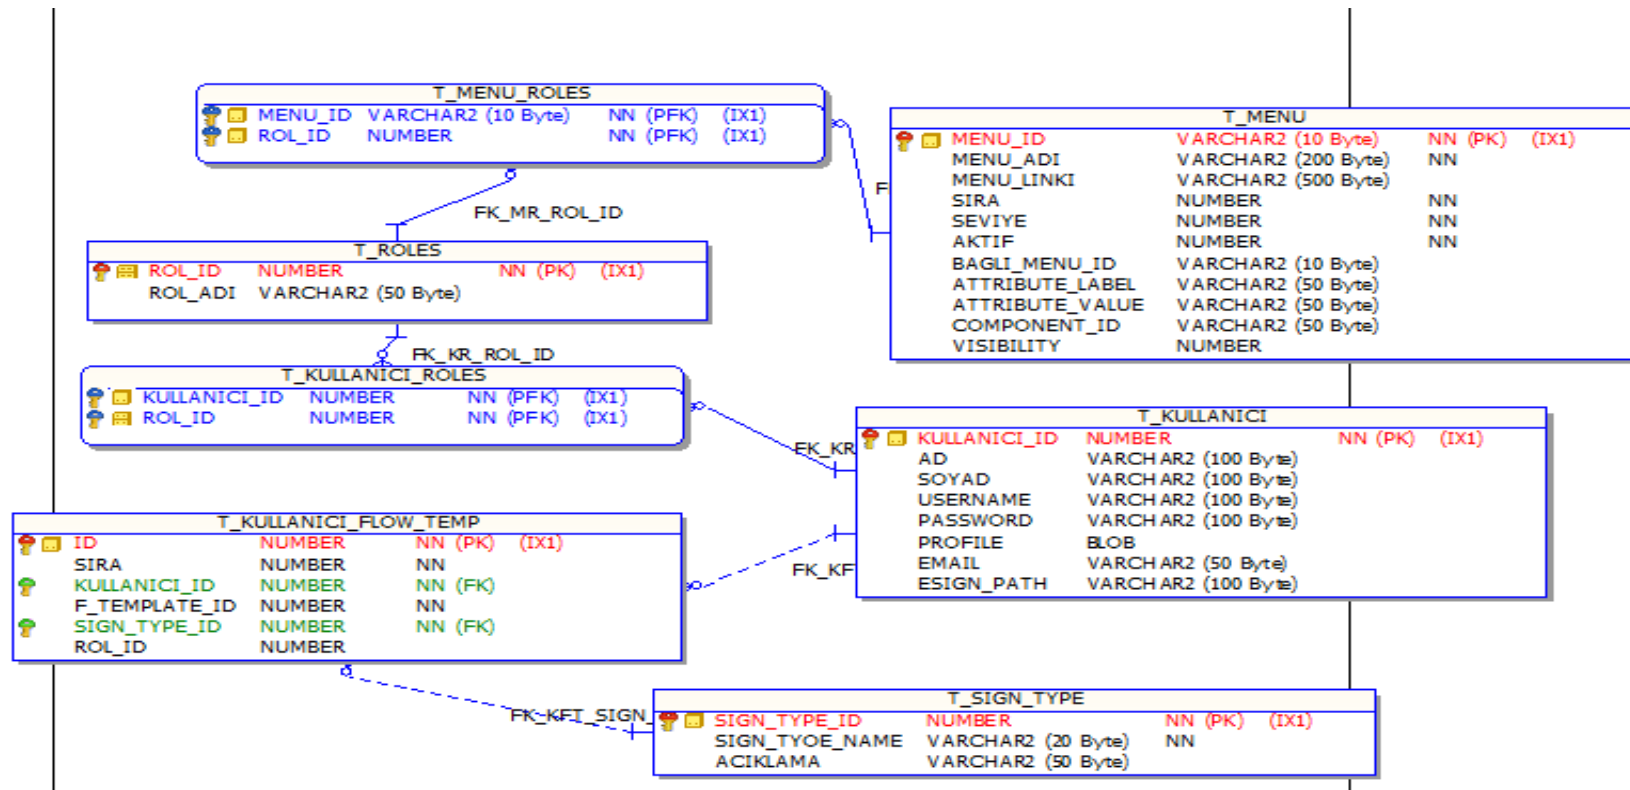 T_MENU_ROLES
MENU_ID VARCHAR2 (10 Byte) NN (PFK) (IX1)
ROL_ID NUMBER NN (PFK) (IX1)
T_MENU
MENU_ID VARCHAR2 (10 Byte) NN (PK) (IX1)
MENU_ADI VARCHAR2 (200 Byte) NN
MENU_LINKI VARCHAR2 (500 Byte)
SIRA NUMBER NN
SEVIYE NUMBER NN
AKTIF NUMBER NN
BAGLI_MENU_ID VARCHAR2 (10 Byte)
ATTRIBUTE_LABEL VARCHAR2 (50 Byte)
ATTRIBUTE_VALUE VARCHAR2 (50 Byte)
COMPONENT_ID VARCHAR2 (50 Byte)
VISIBILITY NUMBER
F
FK_MR_ROL_ID
T_ROLES
ROL_ID NUMBER NN (PK) (IX1)
ROL_ADI VARCHAR2 (50 Byte)
FK_KR_ROL_ID
T_KULLANICI_ROLES
KULLANICI_ID NUMBER NN (PFK) (IX1)
ROL_ID NUMBER NN (PFK) (IX1)
FK_KR
T_KULLANICI
KULLANICI_ID NUMBER NN (PK) (IX1)
AD VARCHAR2 (100 Byte)
SOYAD VARCHAR2 (100 Byte)
USERNAME VARCHAR2 (100 Byte)
PASSWORD VARCHAR2 (100 Byte)
PROFILE BLOB
EMAIL VARCHAR2 (50 Byte)
ESIGN_PATH VARCHAR2 (100 Byte)
FK_KF
T_KULLANICI_FLOW_TEMP
ID NUMBER NN (PK) (IX1)
SIRA NUMBER NN
KULLANICI_ID NUMBER NN (FK)
F_TEMPLATE_ID NUMBER NN
SIGN_TYPE_ID NUMBER NN (FK)
ROL_ID NUMBER
FK_KFT_SIGN_
T_SIGN_TYPE
SIGN_TYPE_ID NUMBER NN (PK) (IX1)
SIGN_TYOE_NAME VARCHAR2 (20 Byte) NN
ACIKLAMA VARCHAR2 (50 Byte)